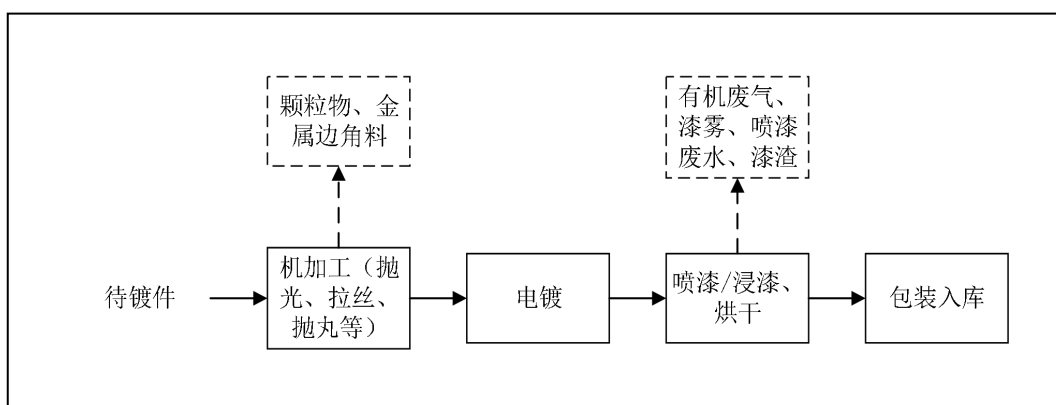 颗粒物、金
属边角料
有机废气、
漆雾、喷漆
废水、漆渣
待镀件
机加工（抛
光、拉丝、
抛丸等）
电镀
喷漆/浸漆、
烘干
包装入库